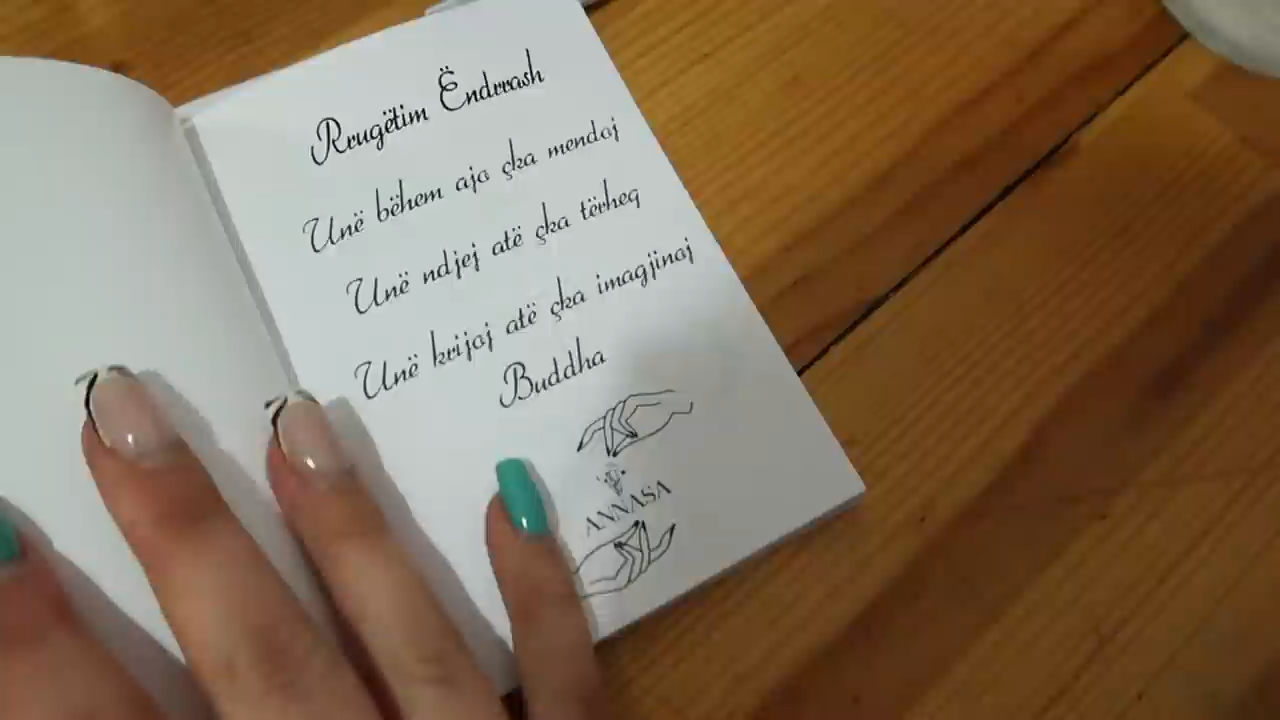 Rrugëtim Ëndrrash
Unë bëhem ajo çka mendoj
Unë ndjej atë çka tërheq
Unë krijoj atë çka imagjinoj
Buddha
ANNASA